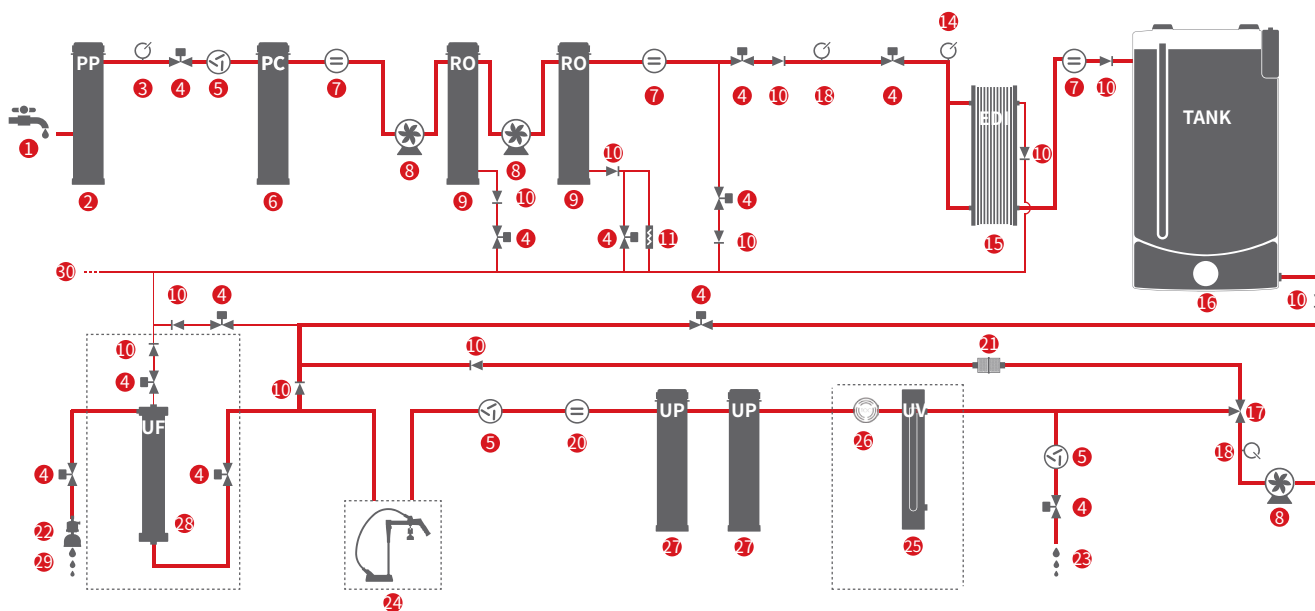 14
PP PC RO RO TANK
3 4 5 7 7 4 10 18 4 7 10
1 8 8 10 EDI 10
2 6 9 10 9 4
4 4 11 10 15
30 16
10 4 4 10
10 10 21
4 10
UF UP UP UV 17
5 20 26 5 18
4 4
22 28 4 8
29 27 27 25 23
24